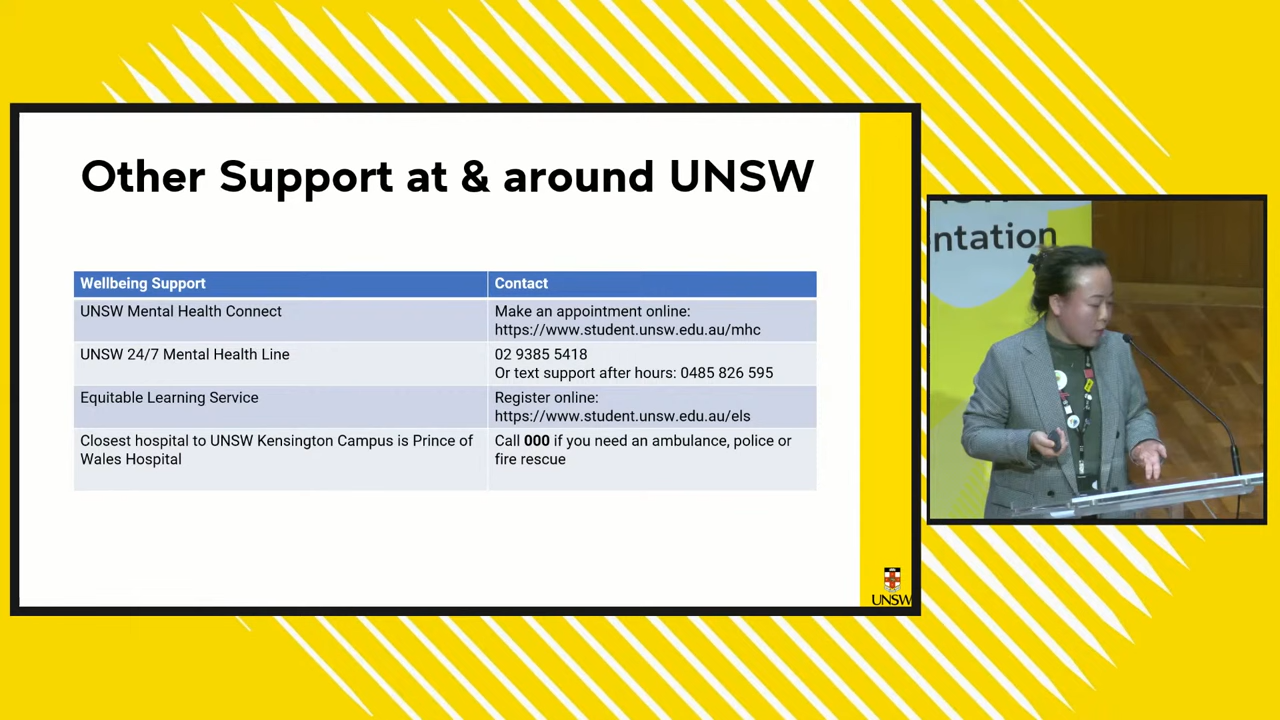 Other Support at & around UNSW
Wellbeing Support
Contact
UNSW Mental Health Connect
Make an appointment online:
https://www.student.unsw.edu.au/mhc
UNSW 24/7 Mental Health Line
02 9385 5418
Or text support after hours: 0485 826 595
Equitable Learning Service
Register online:
https://www.student.unsw.edu.au/els
Closest hospital to UNSW Kensington Campus is Prince of
Wales Hospital
Call 000 if you need an ambulance, police or
fire rescue
UNSW
ntation